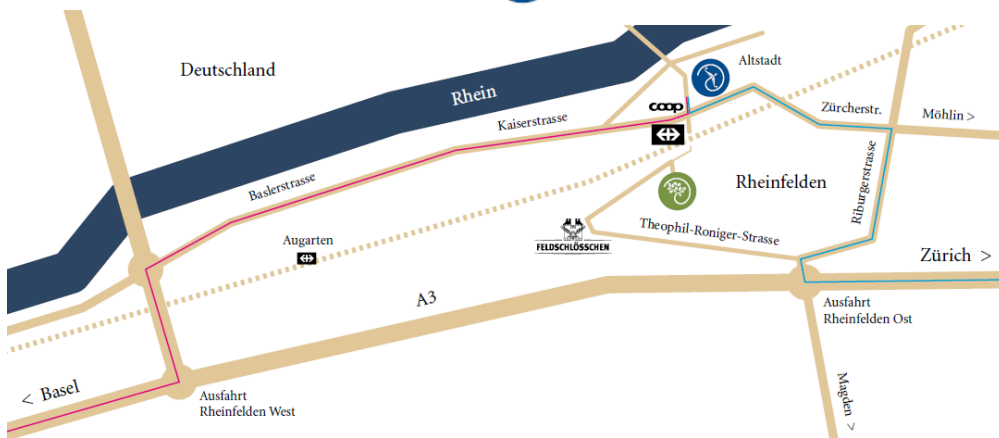 Altstadt
Deutschland
Rhein
coop
Zürcherstr.
Kaiserstrasse
Möhlin >
Riburgerstrasse
Baslerstrasse
Rheinfelden
Theophil-Roniger-Strasse
Augarten
FELDSCHLÖSSCHEN
Zürich >
A3
Ausfahrt
Rheinfelden Ost
< Basel
Ausfahrt
Rheinfelden West
Magden >